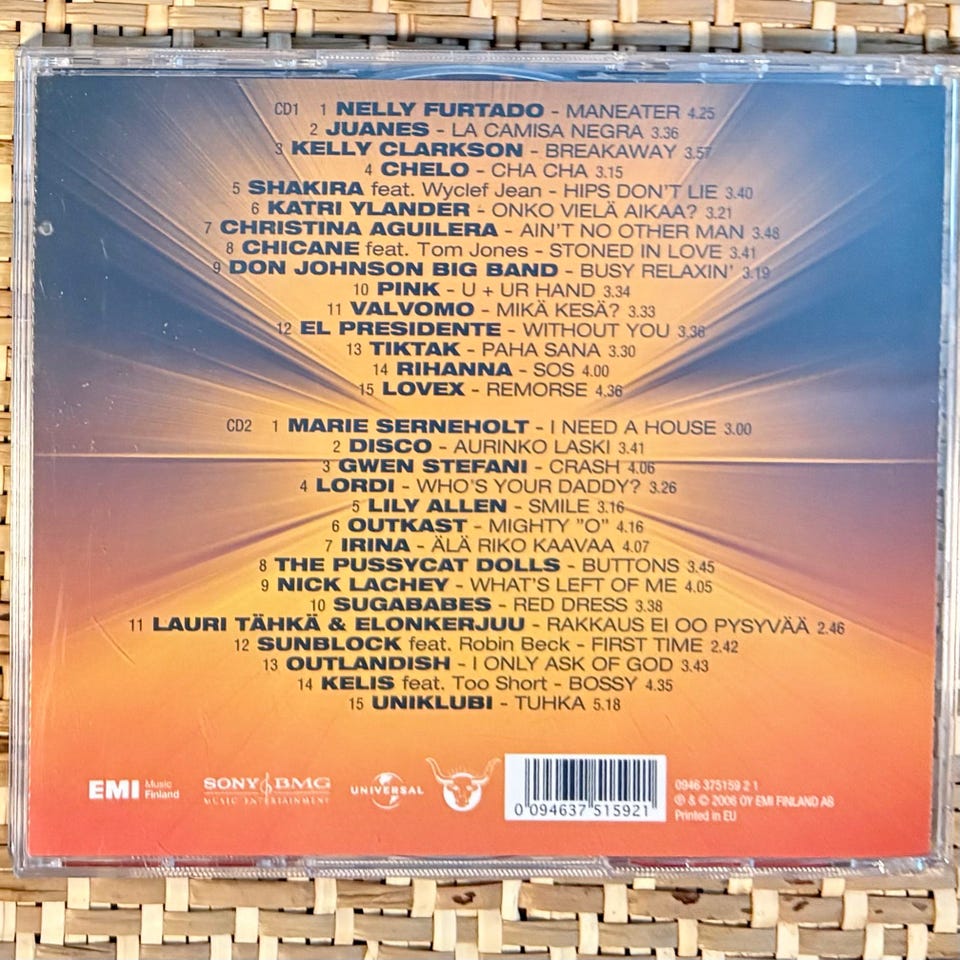 CD1 1 NELLY FURTADO - MANEATER 4.25
2 JUANES - LA CAMISA NEGRA 3.36
3 KELLY CLARKSON - BREAKAWAY 3.57
4 CHELO - CHA CHA 3.15
5 SHAKIRA feat. Wyclef Jean - HIPS DON'T LIE 3.40
6 KATRI YLANDER - ONKO VIELÄ AIKAA? 3.21
7 CHRISTINA AGUILERA - AIN'T NO OTHER MAN 3.48
8 CHICANE feat. Tom Jones - STONED IN LOVE 3.41
9 DON JOHNSON BIG BAND - BUSY RELAXIN' 3.19
10 PINK - U + UR HAND 3.34
11 VALVOMO - MIKÄ KESÄ? 3.33
12 EL PRESIDENTE - WITHOUT YOU 3.36
13 TIKTAK - PAHA SANA 3.30
14 RIHANNA - SOS 4.00
15 LOVEX - REMORSE 4.36
CD2 1 MARIE SERNEHOLT - I NEED A HOUSE 3.00
2 DISCO - AURINKO LASKI 3.41
3 GWEN STEFANI - CRASH 4.06
4 LORDI - WHO'S YOUR DADDY? 3.26
5 LILY ALLEN - SMILE 3.16
6 OUTKAST - MIGHTY "O" 4.16
7 IRINA - ÄLÄ RIKO KAAVAA 4.07
8 THE PUSSYCAT DOLLS - BUTTONS 3.45
9 NICK LACHEY - WHAT'S LEFT OF ME 4.05
10 SUGABABES - RED DRESS 3.38
11 LAURI TÄHKÄ & ELONKERJUU - RAKKAUS EI OO PYSYVÄÄ 2.46
12 SUNBLOCK feat. Robin Beck - FIRST TIME 2.42
13 OUTLANDISH - I ONLY ASK OF GOD 3.43
14 KELIS feat. Too Short - BOSSY 4.35
15 UNIKLUBI - TUHKA 5.18
EMI Music Finland
SONY BMG
MUSIC ENTERTAINMENT
UNIVERSAL
0 094637 515921
0946 375159 2 1
℗ & © 2006 OY EMI FINLAND AB
Printed in EU